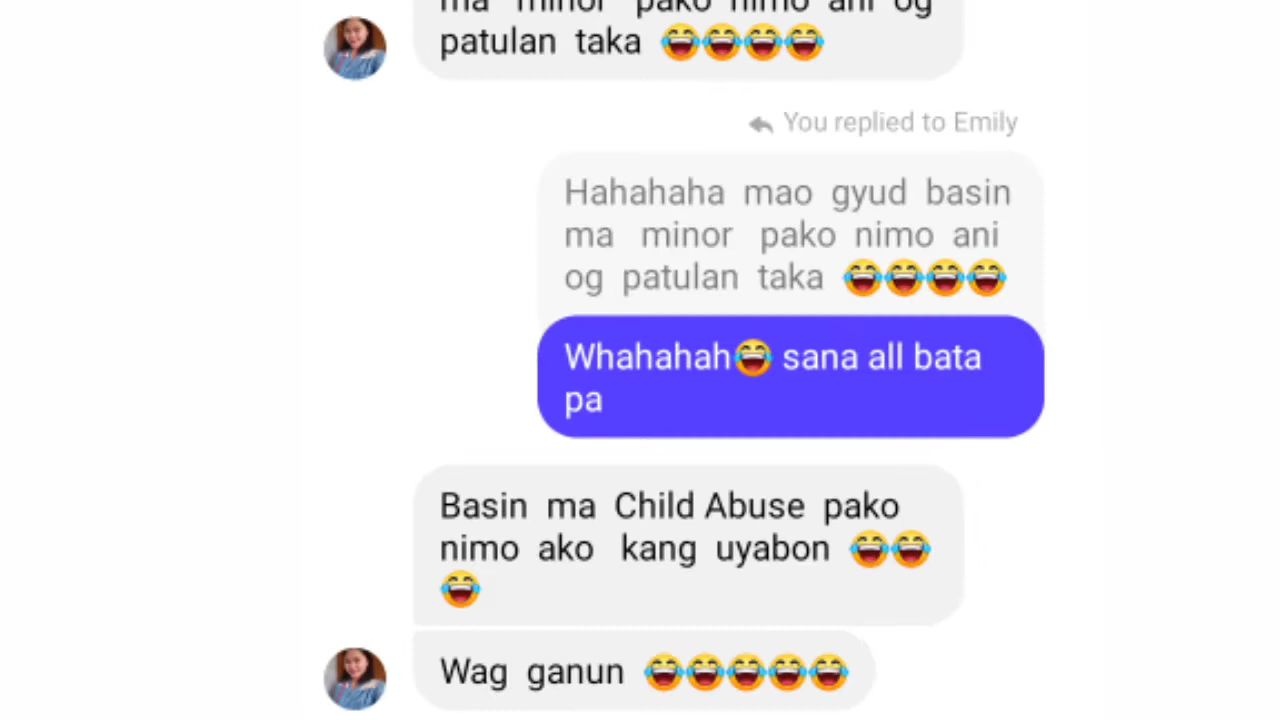 ma minor pako nimo ani og
patulan taka 😂😂😂😂
You replied to Emily
Hahahaha mao gyud basin
ma minor pako nimo ani
og patulan taka 😂😂😂😂
Whahahah😂 sana all bata
pa
Basin ma Child Abuse pako
nimo ako kang uyabon 😂😂
😂
Wag ganun 😂😂😂😂😂